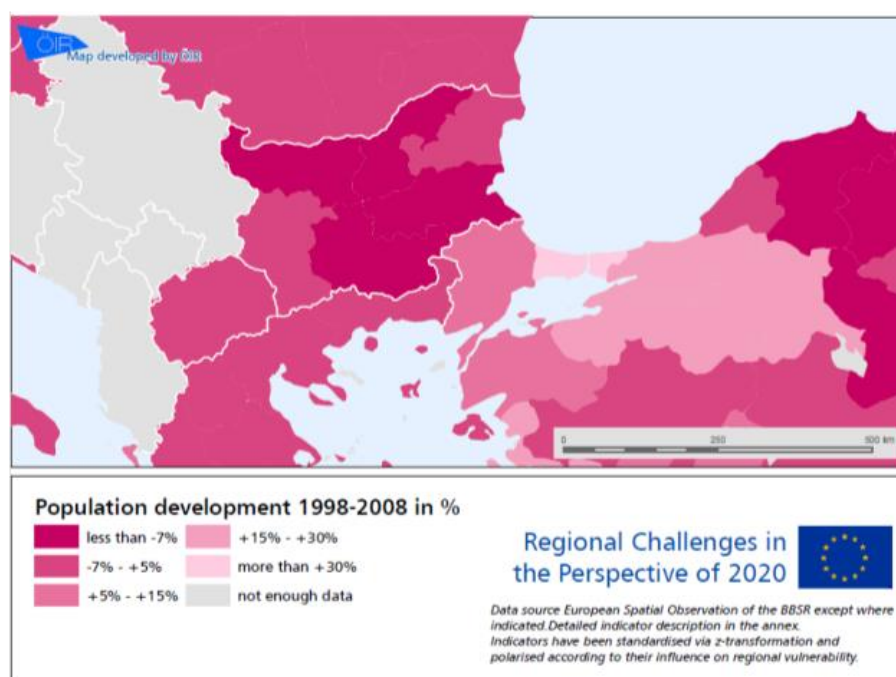 ÖIR
Map developed by ÖIR
0 250 500 km
Population development 1998-2008 in %
less than -7%
-7% - +5%
+5% - +15%
+15% - +30%
more than +30%
not enough data
Regional Challenges in
the Perspective of 2020
Data source European Spatial Observation of the BBSR except where
indicated.Detailed indicator description in the annex.
Indicators have been standardised via z-transformation and
polarised according to their influence on regional vulnerability.